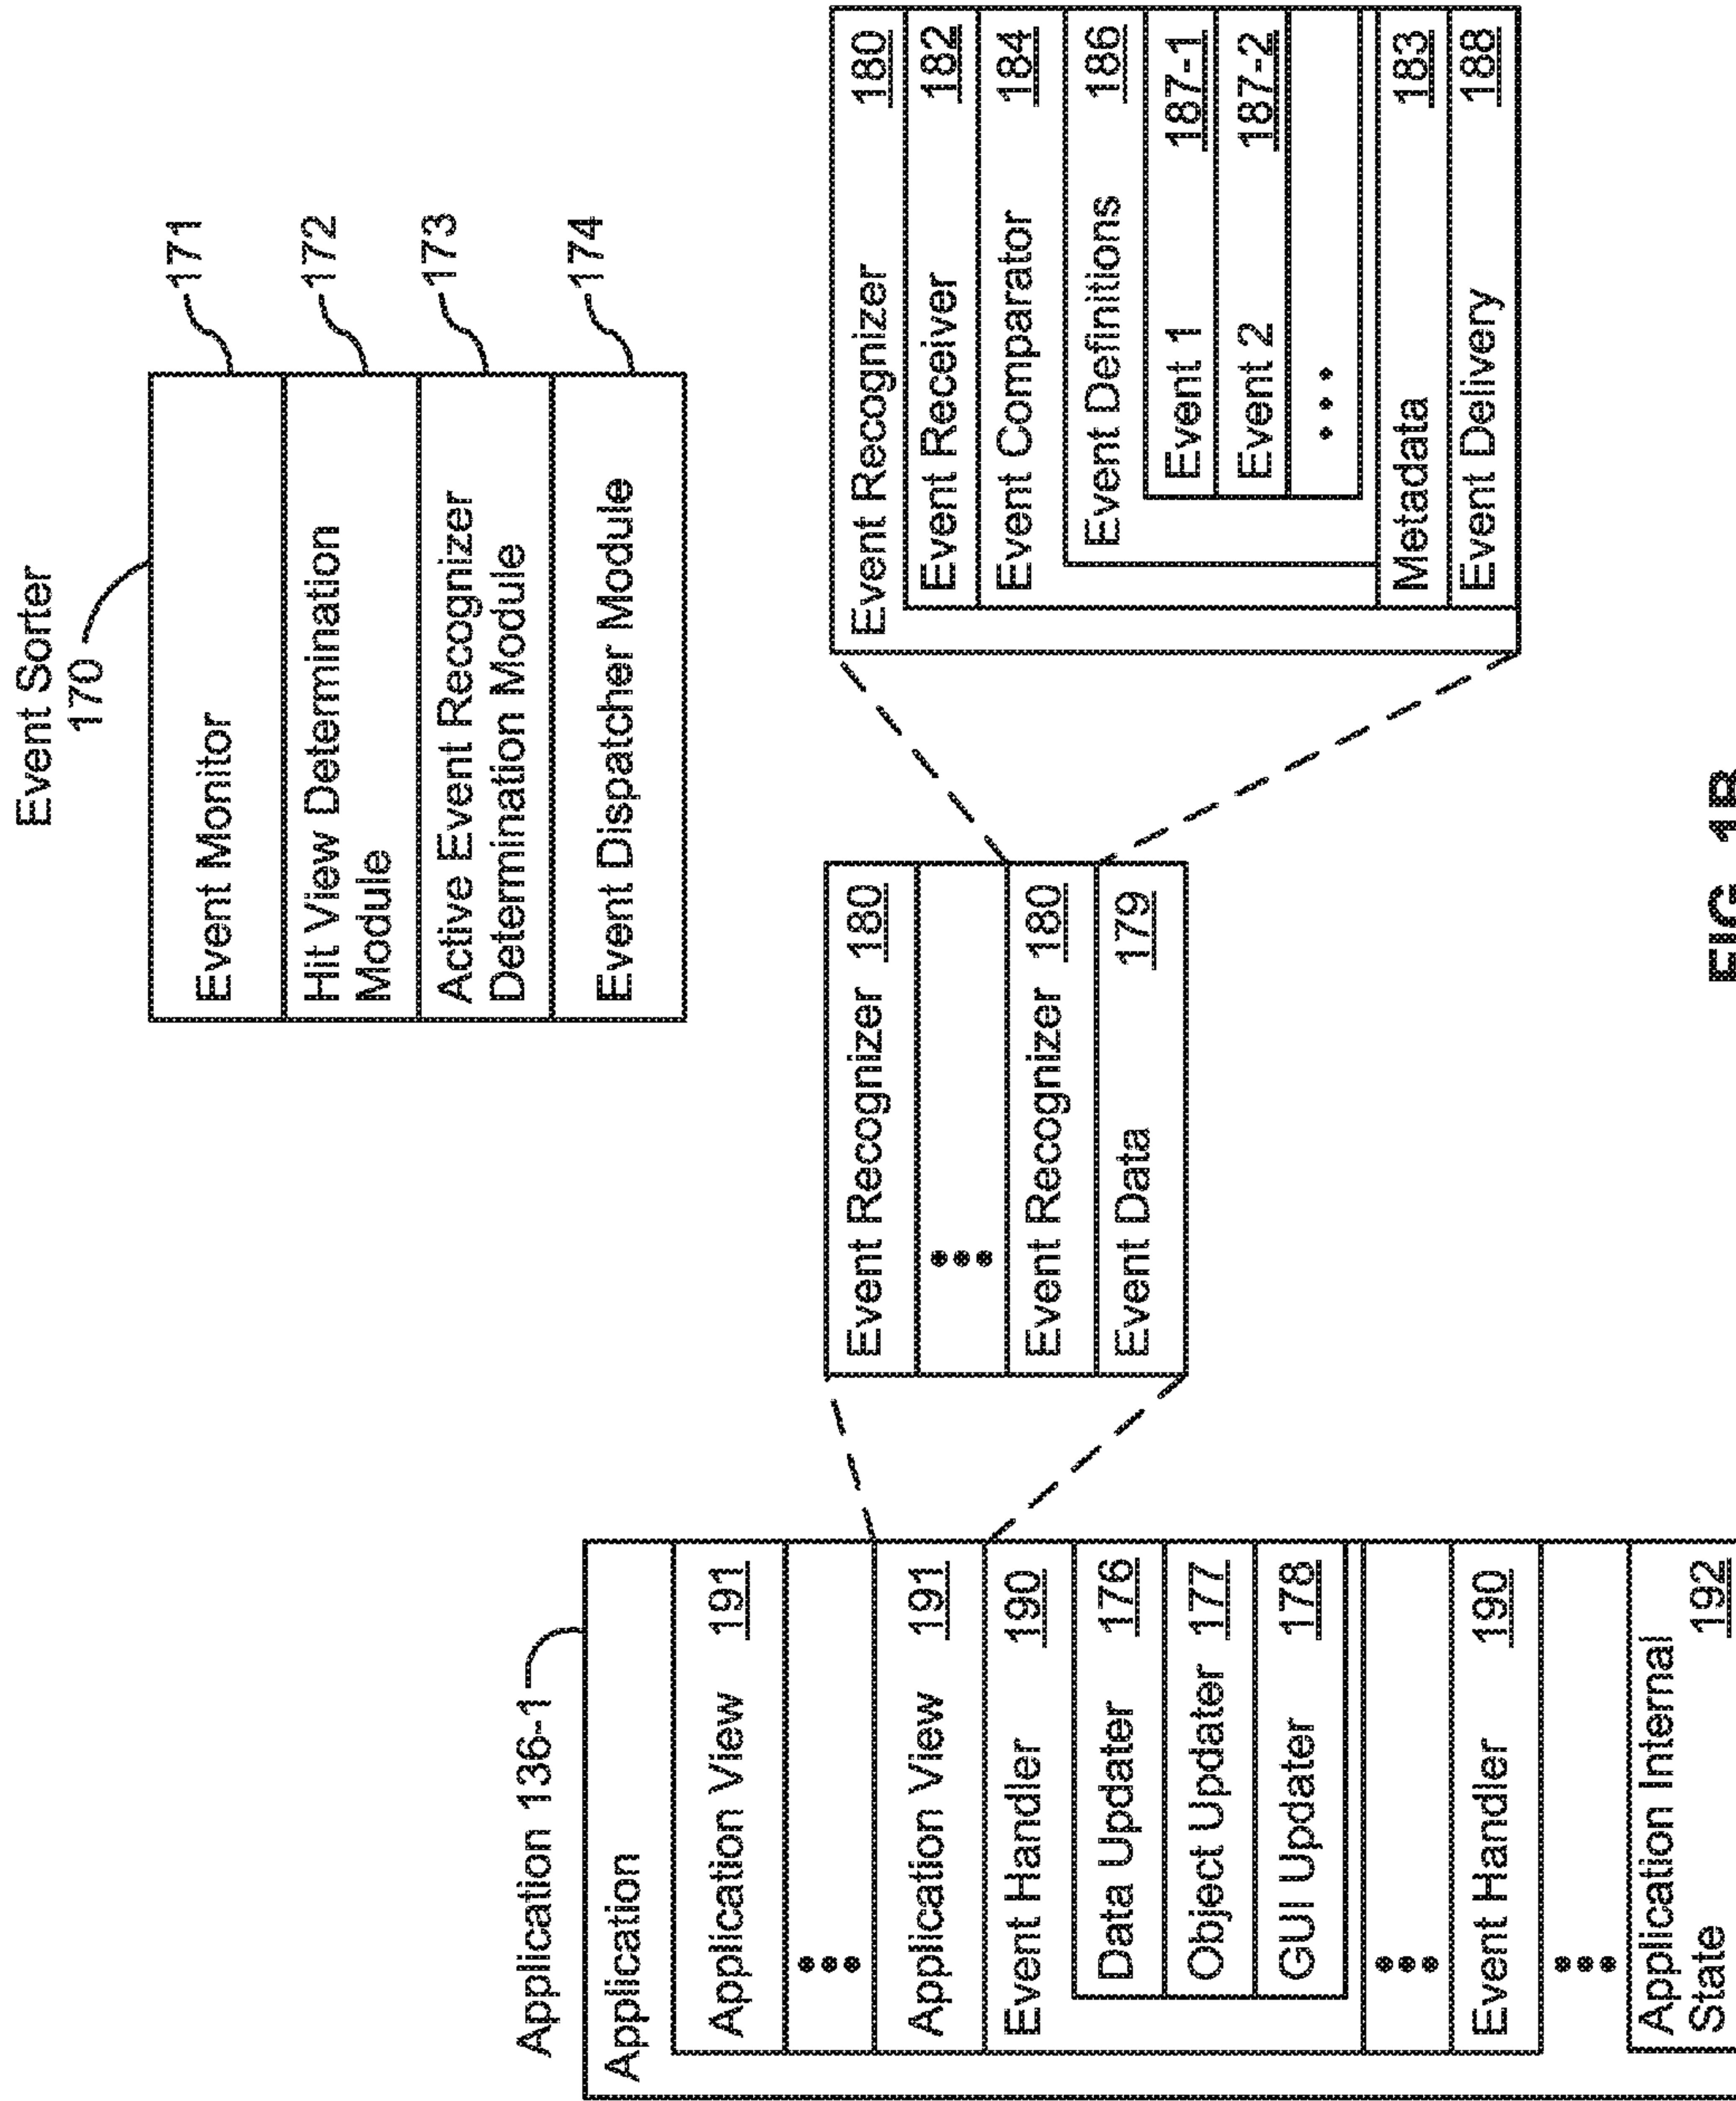 Event Sorter
170
Event Monitor
171
Hit View Determination
Module
172
Active Event Recognizer
Determination Module
173
Event Dispatcher Module
174
Application 136-1
Application
Application View 191
•••
Application View 191
Event Handler 190
Data Updater 176
Object Updater 177
GUI Updater 178
•••
Event Handler 190
•••
Application Internal
State 192
Event Recognizer 180
•••
Event Recognizer 180
Event Data 179
Event Recognizer 180
Event Receiver 182
Event Comparator 184
Event Definitions 186
Event 1 187-1
Event 2 187-2
•••
Metadata 183
Event Delivery 188
FIG. 1B